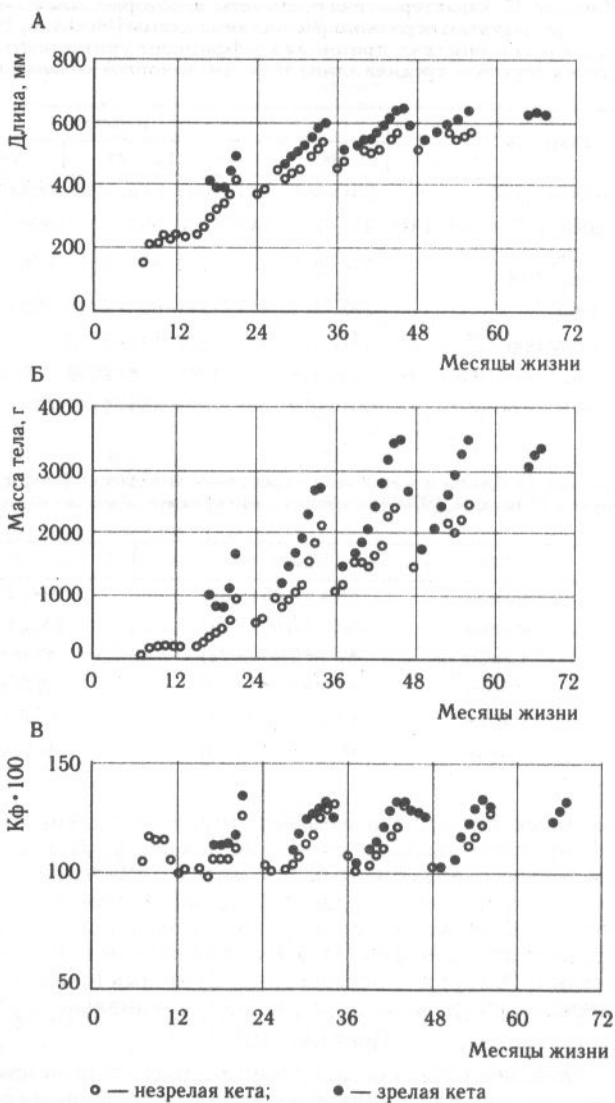 А
Длина, мм
800
600
400
200
0
0 12 24 36 48 60 72
Месяцы жизни
Б
Масса тела, г
4000
3000
2000
1000
0
0 12 24 36 48 60 72
Месяцы жизни
В
Кф · 100
150
100
50
0 12 24 36 48 60 72
Месяцы жизни
— незрелая кета; — зрелая кета